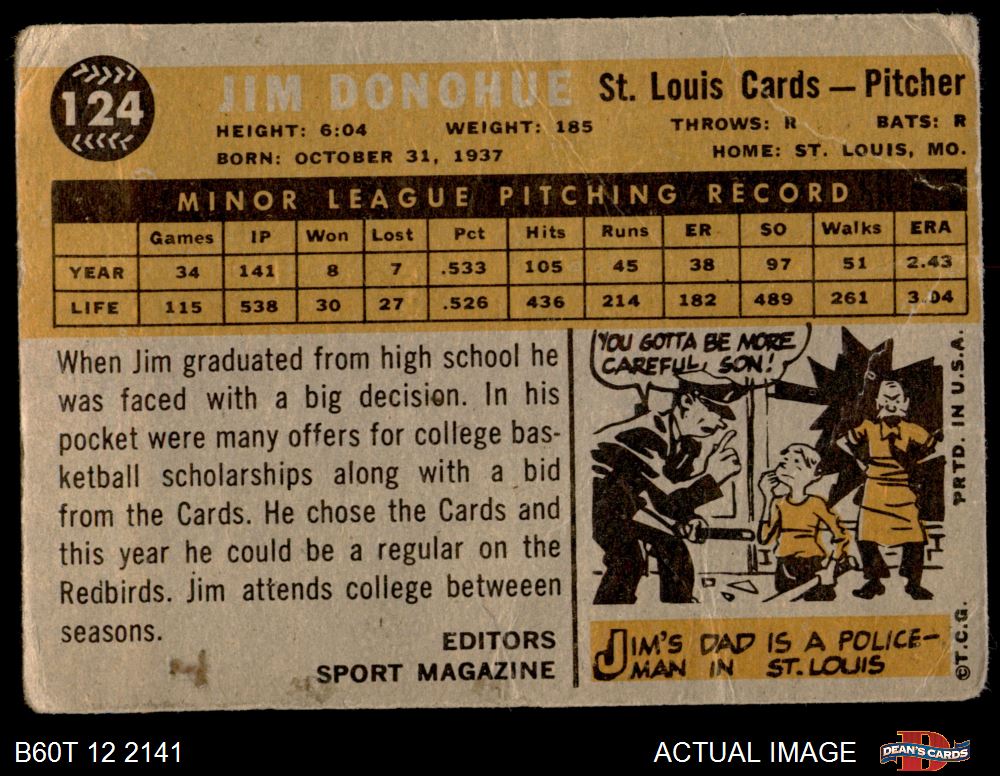 124
JIM DONOHUE St. Louis Cards — Pitcher
HEIGHT: 6:04 WEIGHT: 185 THROWS: R BATS: R
BORN: OCTOBER 31, 1937 HOME: ST. LOUIS, MO.
MINOR LEAGUE PITCHING RECORD
Games IP Won Lost Pct Hits Runs ER SO Walks ERA
YEAR 34 141 8 7 .533 105 45 38 97 51 2.43
LIFE 115 538 30 27 .526 436 214 182 489 261 3.04
When Jim graduated from high school he
was faced with a big decision. In his
pocket were many offers for college bas-
ketball scholarships along with a bid
from the Cards. He chose the Cards and
this year he could be a regular on the
Redbirds. Jim attends college betweeen
seasons.
EDITORS
SPORT MAGAZINE
YOU GOTTA BE MORE
CAREFUL, SON!
JIM'S DAD IS A POLICE-
MAN IN ST. LOUIS
©T.C.G. PRTD. IN U.S.A.
B60T 12 2141 ACTUAL IMAGE DEAN'S CARDS